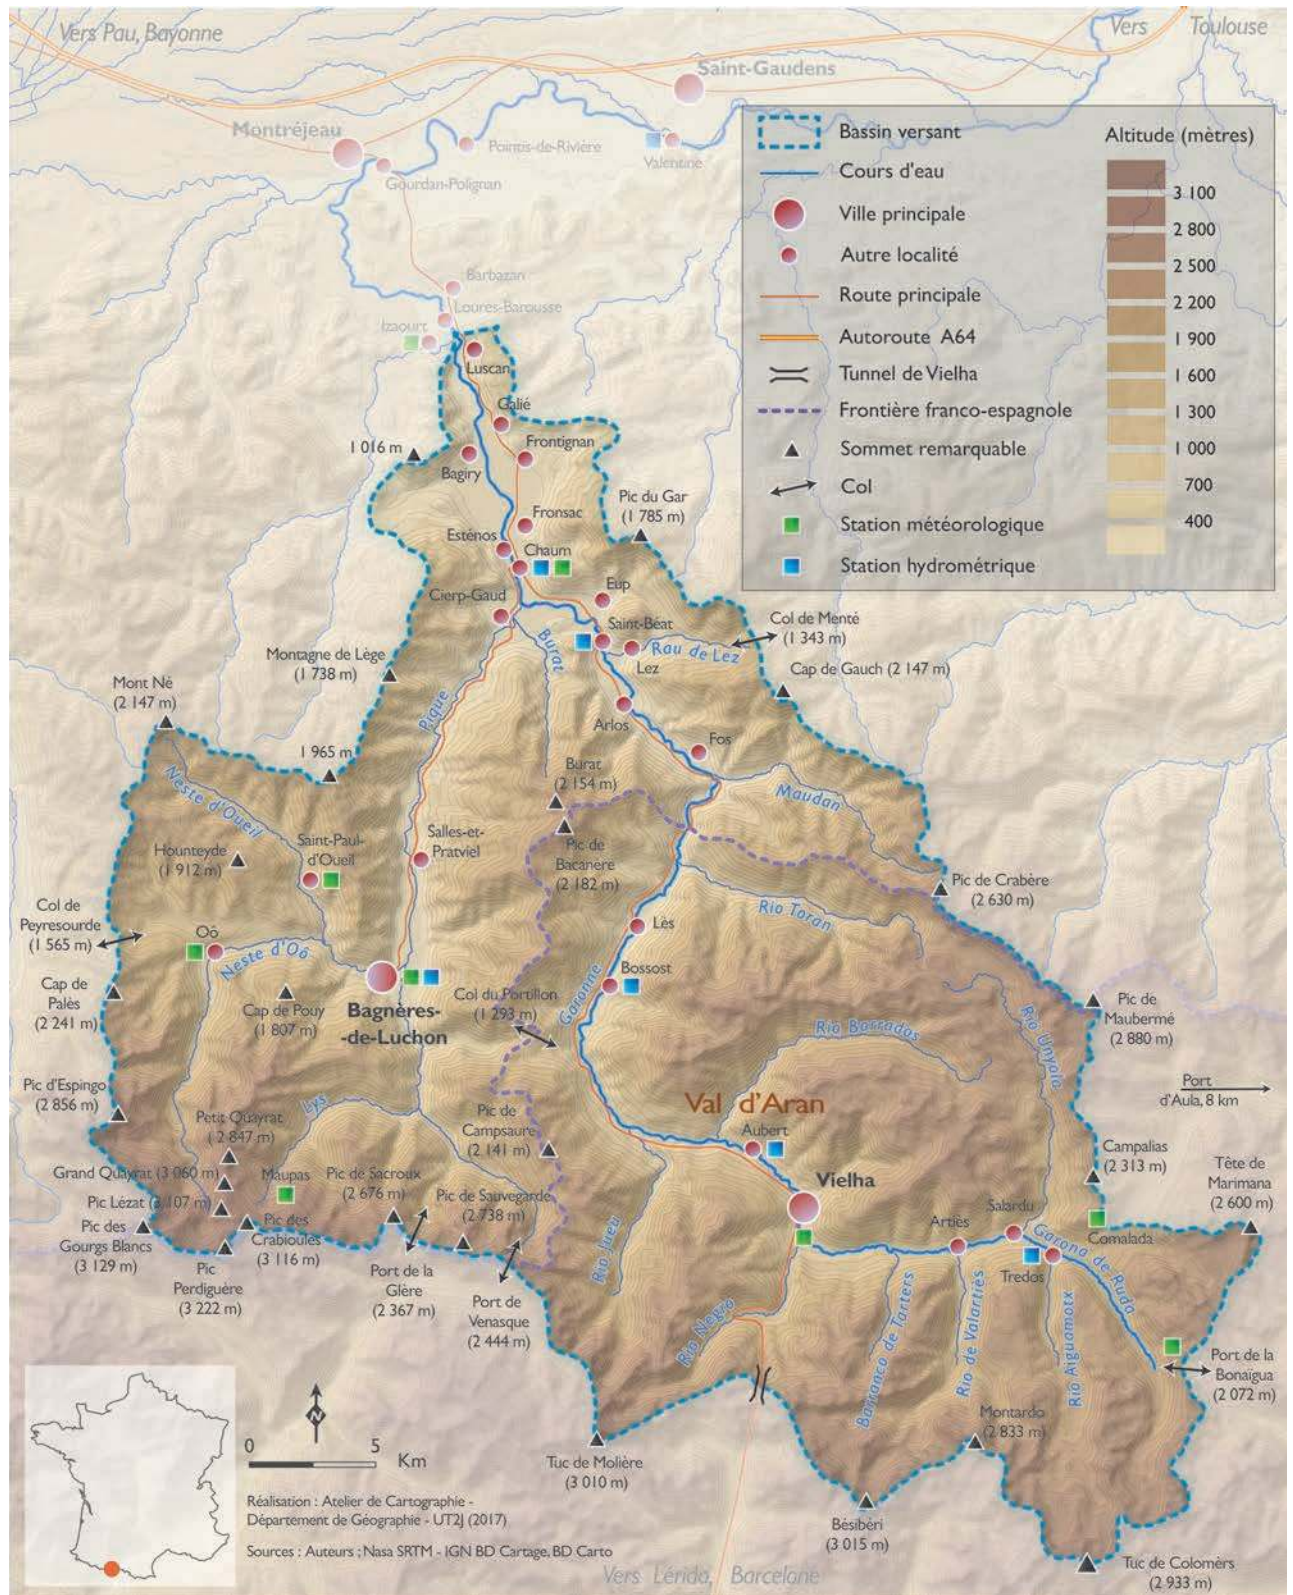 Vers Pau, Bayonne
Vers Toulouse
Saint-Gaudens
Montréjeau
Pointis-de-Rivière
Valentine
Gourdan-Polignan
Barbazan
Loures-Barousse
Izaourt
Luscan
Galié
1 016 m
Frontignan
Bagiry
Pic du Gar
(1 785 m)
Fronsac
Esténos
Chaum
Eup
Cierp-Gaud
Saint-Béat
Col de Menté
(1 343 m)
Burat
Rau de Lez
Lez
Montagne de Lège
(1 738 m)
Cap de Gauch (2 147 m)
Mont Né
(2 147 m)
Pique
Arlos
1 965 m
Fos
Burat
(2 154 m)
Maudan
Neste d'Oueil
Saint-Paul-
d'Oueil
Salles-et-
Pratviel
Hounteyde
(1 912 m)
Pic de
Bacanère
(2 182 m)
Pic de Crabère
(2 630 m)
Col de
Peyresourde
(1 565 m)
Oô
Neste d'Oô
Rio Toran
Lès
Bossost
Cap de
Palès
(2 241 m)
Cap de Pouy
(1 807 m)
Bagnères-
-de-Luchon
Col du Portillon
(1 293 m)
Garonne
Pic de
Maubermé
(2 880 m)
Rio Barrados
Rio Unyola
Pic d'Espingo
(2 856 m)
Port
d'Aula, 8 km
Lys
Petit Quayrat
(2 847 m)
Pic de
Campsaure
(2 141 m)
Val d'Aran
Aubert
Campalias
(2 313 m)
Tête de
Marimana
(2 600 m)
Grand Quayrat (3 060 m)
Maupas
Pic de Sacroux
(2 676 m)
Vielha
Pic Lézat (3 107 m)
Pic de Sauvegarde
(2 738 m)
Pic des
Gourgs Blancs
(3 129 m)
Pic des
Crabioules
(3 116 m)
Artiès
Salardu
Comalada
Pic
Perdiguère
(3 222 m)
Port de la
Glère
(2 367 m)
Port de
Venasque
(2 444 m)
Rio Jueu
Tredos
Garona de Ruda
Rio Negro
Barranco de Tarters
Rio de Valartiès
Rio Aiguamotx
Port de la
Bonaïgua
(2 072 m)
Montardo
(2 833 m)
Tuc de Molière
(3 010 m)
Bésibéri
(3 015 m)
Tuc de Colomèrs
(2 933 m)
Vers Lérida, Barcelone
Bassin versant
Cours d'eau
Ville principale
Autre localité
Route principale
Autoroute A64
Tunnel de Vielha
Frontière franco-espagnole
Sommet remarquable
Col
Station météorologique
Station hydrométrique
Altitude (mètres)
3 100
2 800
2 500
2 200
1 900
1 600
1 300
1 000
700
400
N
0 5
Km
Réalisation : Atelier de Cartographie -
Département de Géographie - UT2J (2017)
Sources : Auteurs ; Nasa SRTM - IGN BD Cartage, BD Carto